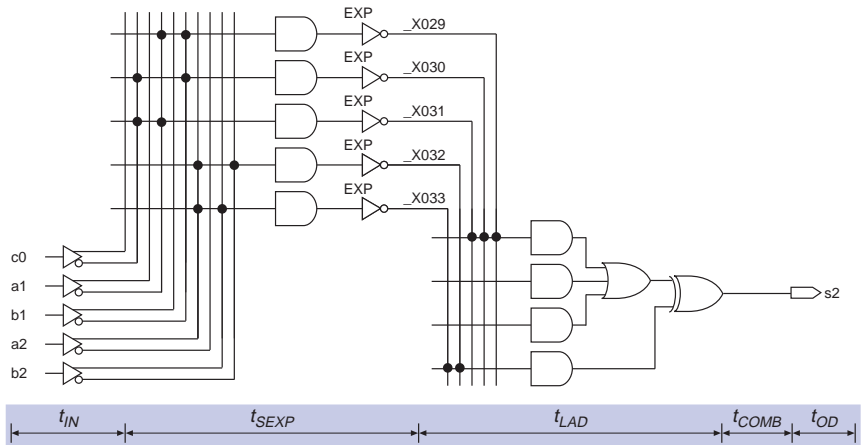 EXP
_X029
EXP
_X030
EXP
_X031
EXP
_X032
EXP
_X033
c0
a1
b1
a2
b2
s2
tIN tSEXP tLAD tCOMB tOD